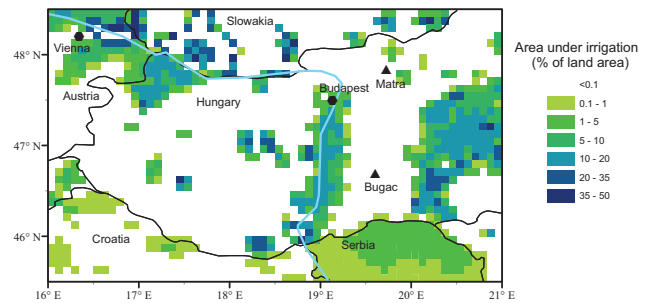 48° N
47° N
46° N
16° E
17° E
18° E
19° E
20° E
21° E
Slovakia
Vienna
Austria
Hungary
Budapest
Matra
Bugac
Croatia
Serbia
Area under irrigation
(% of land area)
<0.1
0.1 - 1
1 - 5
5 - 10
10 - 20
20 - 35
35 - 50